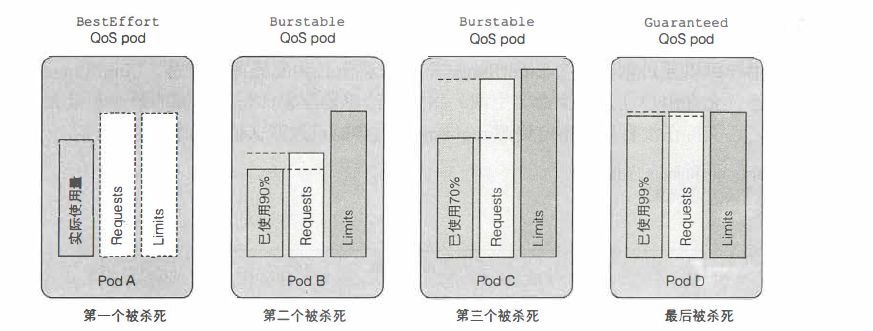 BestEffort
QoS pod
Burstable
QoS pod
Burstable
QoS pod
Guaranteed
QoS pod
实际使用量
Requests
Limits
Pod A
已使用90%
Requests
Limits
Pod B
已使用70%
Requests
Limits
Pod C
已使用99%
Requests
Limits
Pod D
第一个被杀死
第二个被杀死
第三个被杀死
最后被杀死